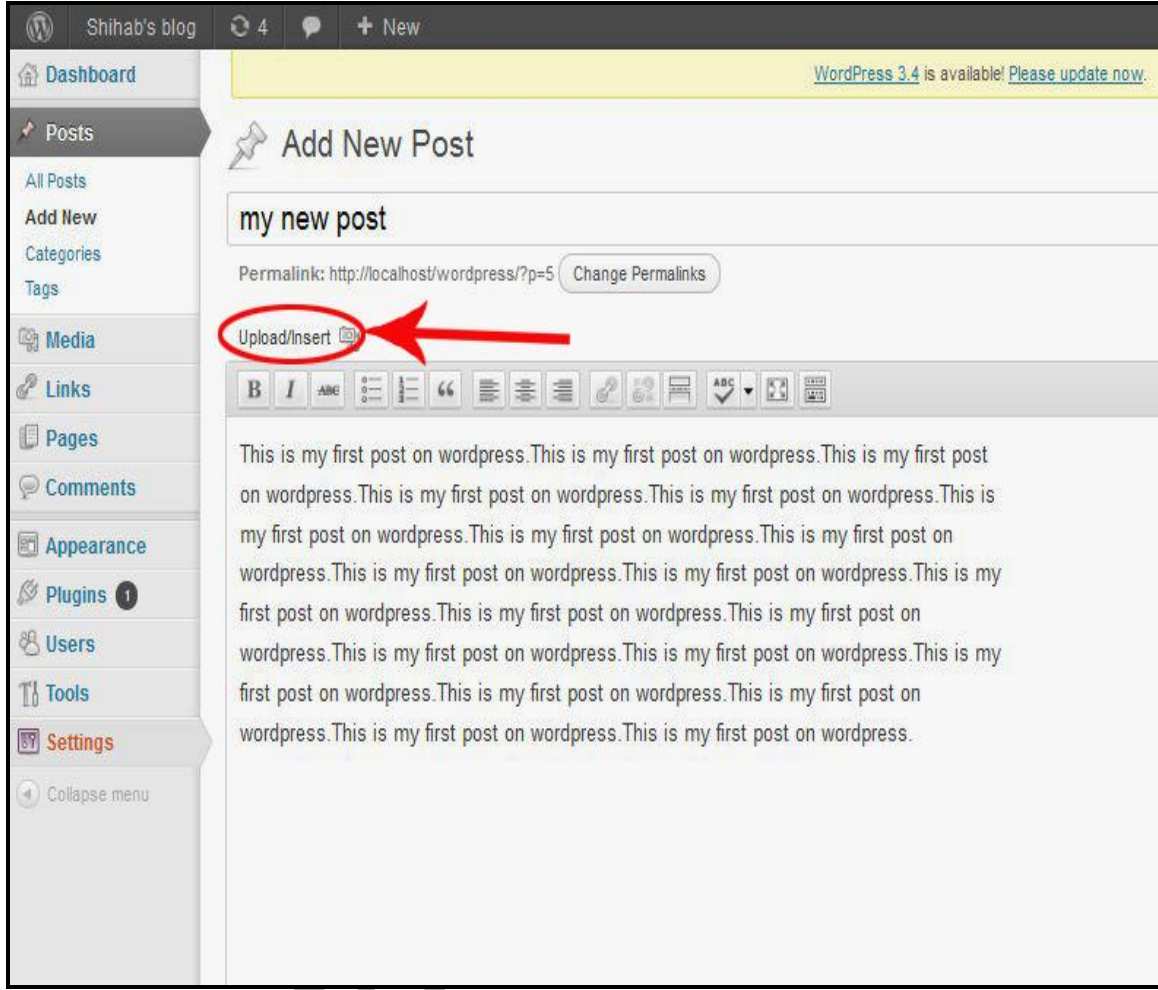 Shihab's blog 4 + New
Dashboard
WordPress 3.4 is available! Please update now.
Posts
Add New Post
All Posts
Add New
Categories
Tags
my new post
Permalink: http://localhost/wordpress/?p=5 Change Permalinks
Upload/Insert
Media
Links
Pages
Comments
Appearance
Plugins 1
Users
Tools
Settings
Collapse menu
B I ABC ABC
This is my first post on wordpress.This is my first post on wordpress.This is my first post
on wordpress.This is my first post on wordpress.This is my first post on wordpress.This is
my first post on wordpress.This is my first post on wordpress.This is my first post on
wordpress.This is my first post on wordpress.This is my first post on wordpress.This is my
first post on wordpress.This is my first post on wordpress.This is my first post on
wordpress.This is my first post on wordpress.This is my first post on wordpress.This is my
first post on wordpress.This is my first post on wordpress.This is my first post on
wordpress.This is my first post on wordpress.This is my first post on wordpress.